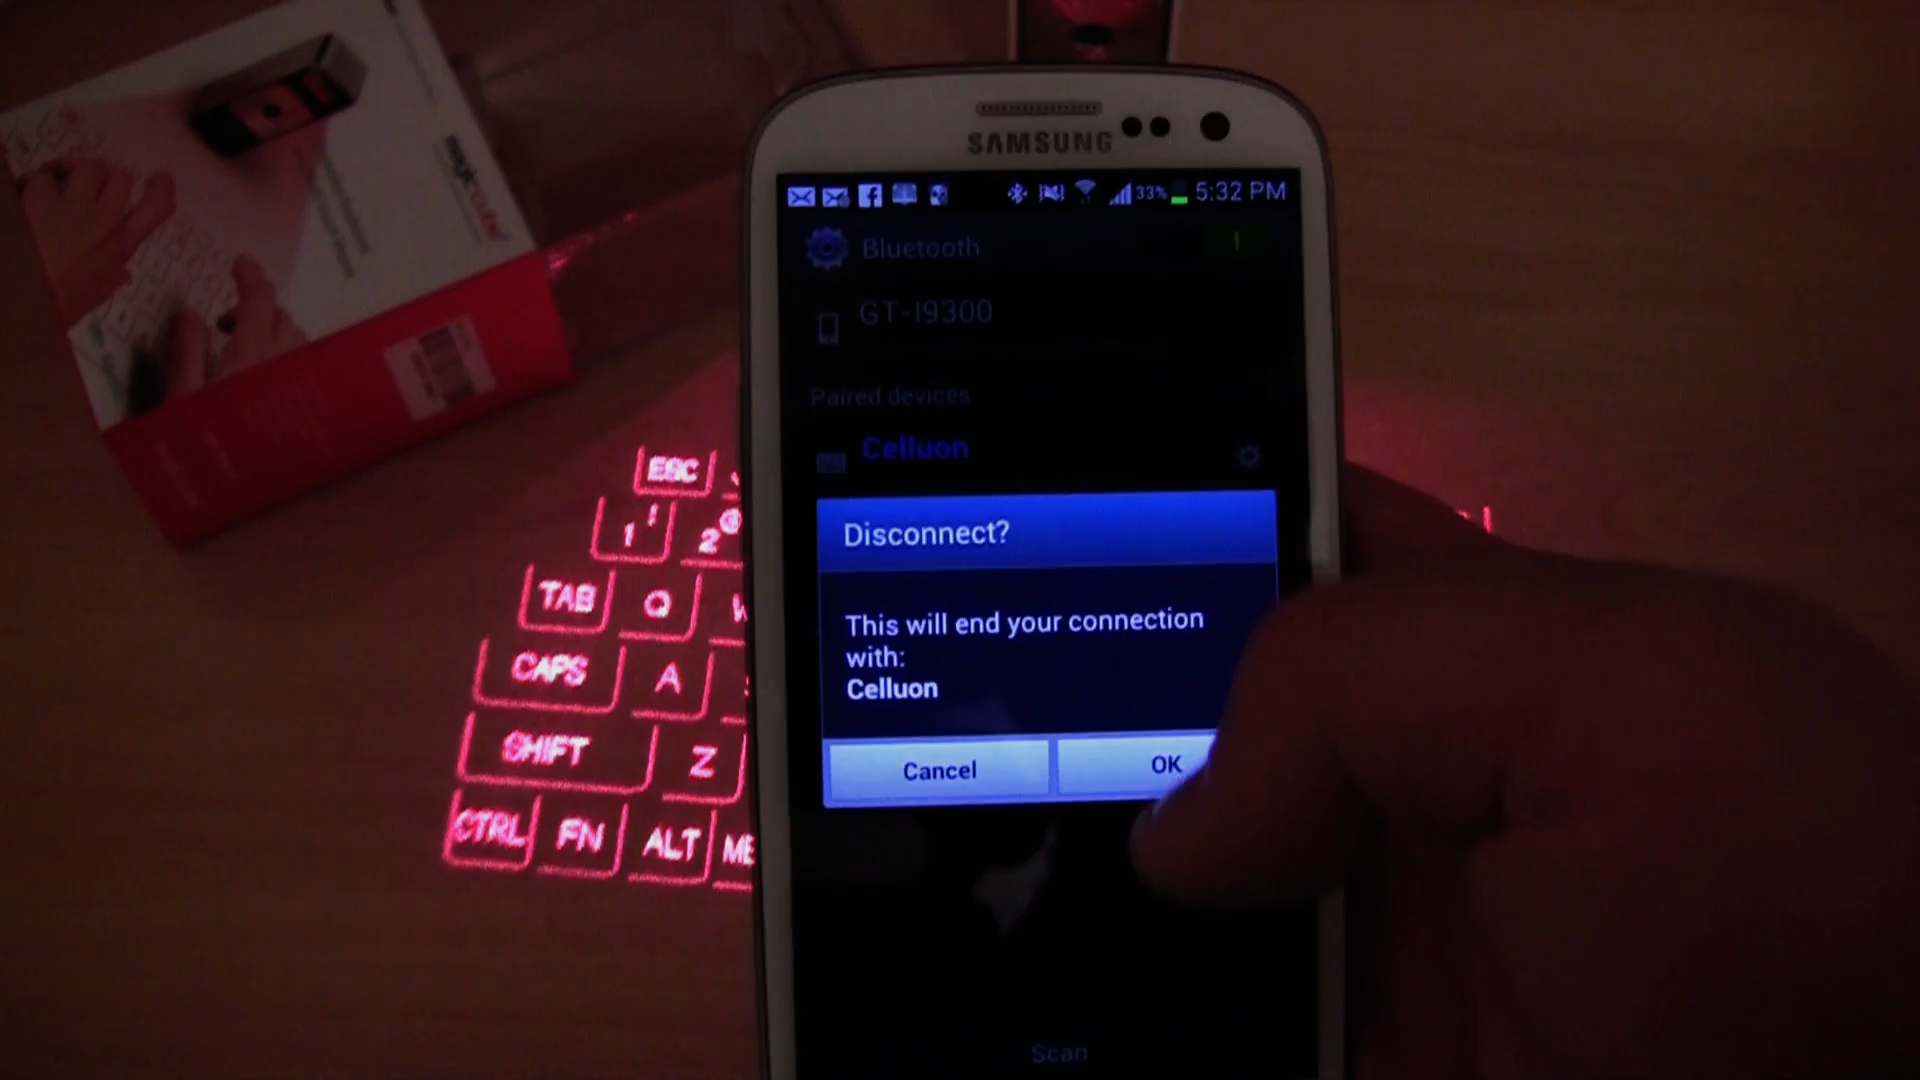 SAMSUNG
33% 5:32 PM
Bluetooth
GT-I9300
Paired devices
Celluon
Disconnect?
This will end your connection
with:
Celluon
Cancel OK
Scan
ESC
1 ! 2 @
TAB Q W
CAPS A
SHIFT Z
CTRL FN ALT ME